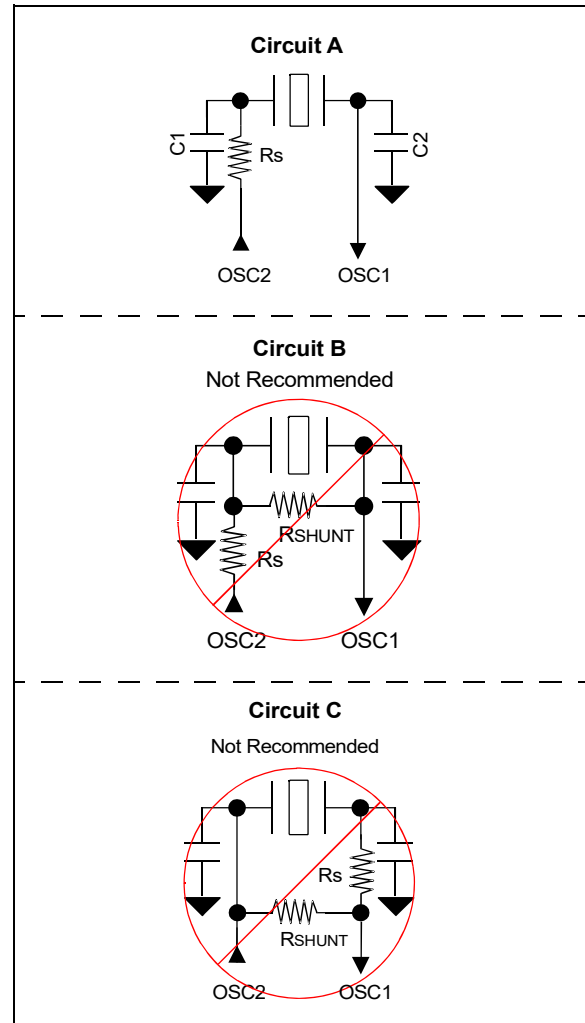 Circuit A
C1
Rs
C2
OSC2 OSC1
Circuit B
Not Recommended
RSHUNT
Rs
OSC2 OSC1
Circuit C
Not Recommended
Rs
RSHUNT
OSC2 OSC1